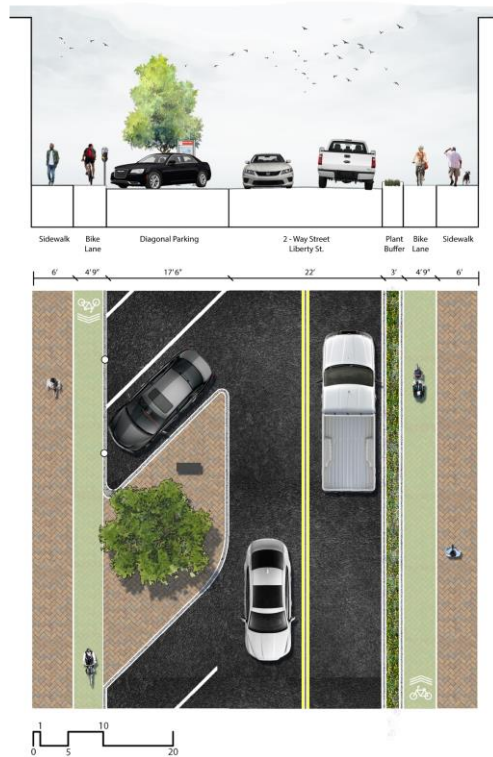 Sidewalk
Bike
Lane
Diagonal Parking
2 - Way Street
Liberty St.
Plant
Buffer
Bike
Lane
Sidewalk
6' 4'9" 17'6" 22' 3' 4'9" 6'
1 10
0 5 20